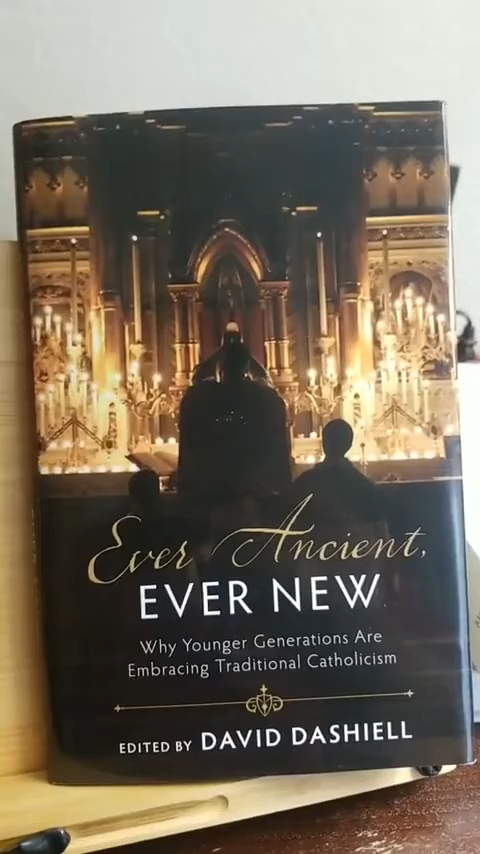 Ever Ancient,
EVER NEW
Why Younger Generations Are
Embracing Traditional Catholicism
EDITED BY DAVID DASHIELL